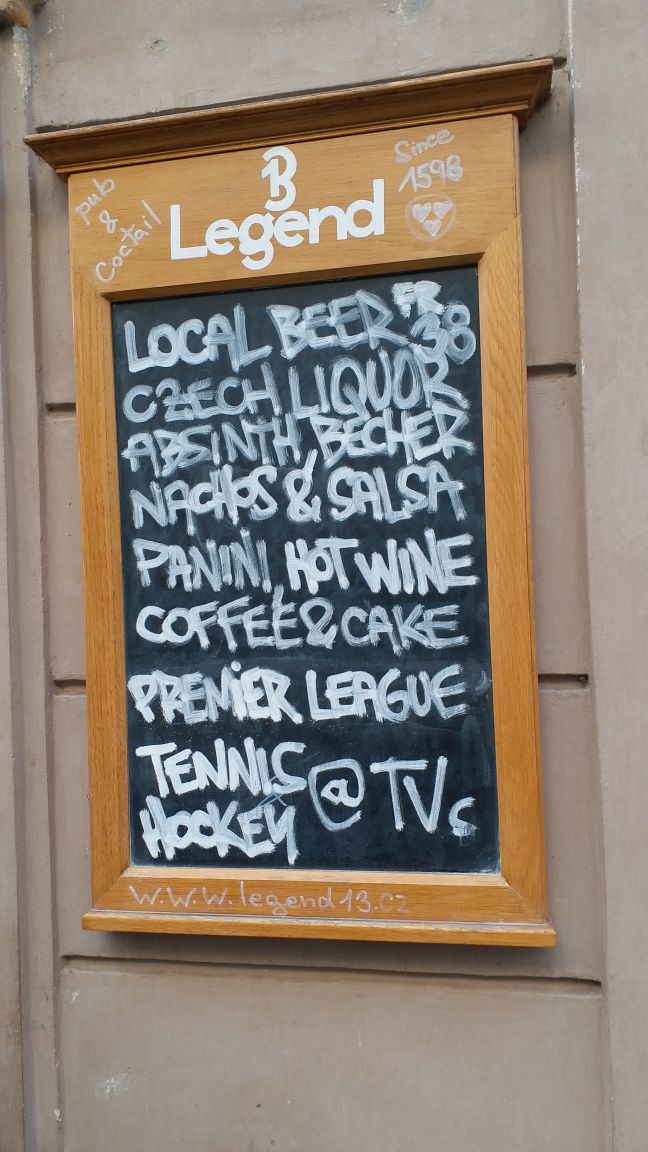 pub
&
Coctail
13
Legend
Since
1598
LOCAL BEER FR. 38
CZECH LIQUOR
ABSINTH BECHER
NACHOS & SALSA
PANINI, HOT WINE
COFFEÉ & CAKE
PREMIER LEAGUE
TENNIS
HOCKEY @ TVs
w.w.w.legend13.cz